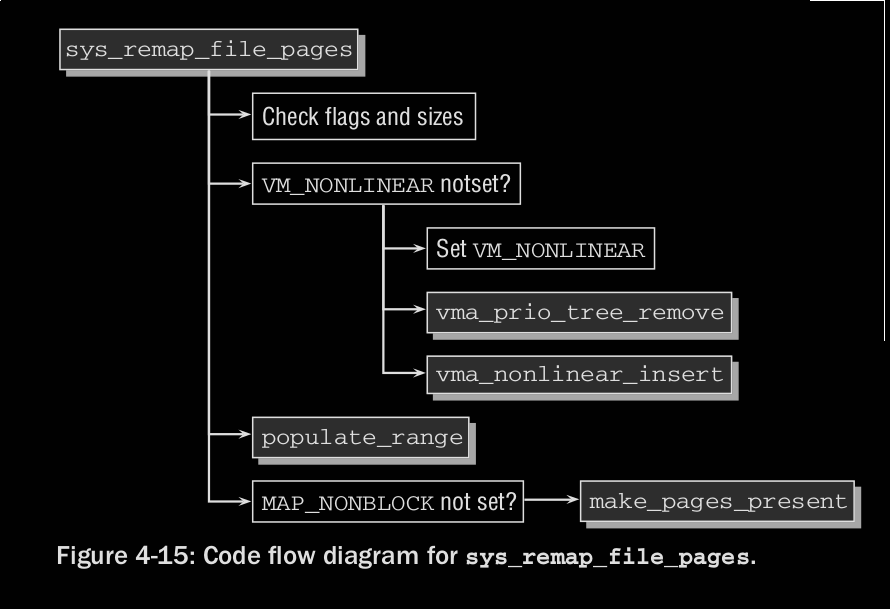 sys_remap_file_pages
Check flags and sizes
VM_NONLINEAR notset?
Set VM_NONLINEAR
vma_prio_tree_remove
vma_nonlinear_insert
populate_range
MAP_NONBLOCK not set?
make_pages_present
Figure 4-15: Code flow diagram for sys_remap_file_pages.